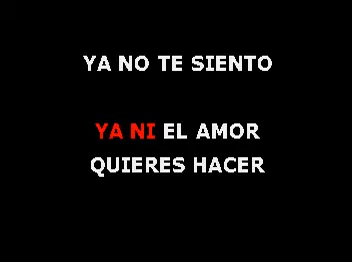 YA NO TE SIENTO
YA NI EL AMOR
QUIERES HACER